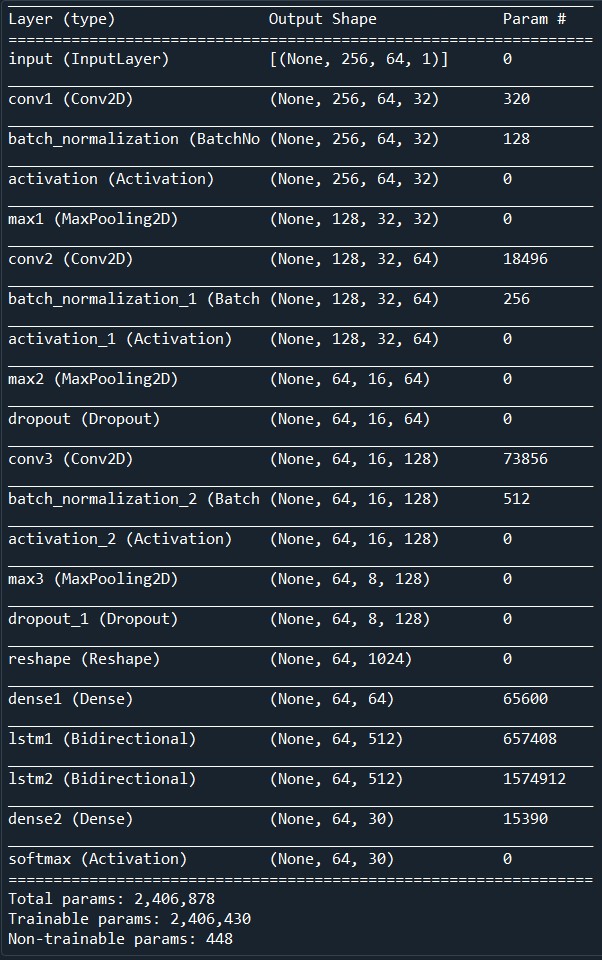 Layer (type) Output Shape Param #
=================================================================
input (InputLayer) [(None, 256, 64, 1)] 0
conv1 (Conv2D) (None, 256, 64, 32) 320
batch_normalization (BatchNo (None, 256, 64, 32) 128
activation (Activation) (None, 256, 64, 32) 0
max1 (MaxPooling2D) (None, 128, 32, 32) 0
conv2 (Conv2D) (None, 128, 32, 64) 18496
batch_normalization_1 (Batch (None, 128, 32, 64) 256
activation_1 (Activation) (None, 128, 32, 64) 0
max2 (MaxPooling2D) (None, 64, 16, 64) 0
dropout (Dropout) (None, 64, 16, 64) 0
conv3 (Conv2D) (None, 64, 16, 128) 73856
batch_normalization_2 (Batch (None, 64, 16, 128) 512
activation_2 (Activation) (None, 64, 16, 128) 0
max3 (MaxPooling2D) (None, 64, 8, 128) 0
dropout_1 (Dropout) (None, 64, 8, 128) 0
reshape (Reshape) (None, 64, 1024) 0
dense1 (Dense) (None, 64, 64) 65600
lstm1 (Bidirectional) (None, 64, 512) 657408
lstm2 (Bidirectional) (None, 64, 512) 1574912
dense2 (Dense) (None, 64, 30) 15390
softmax (Activation) (None, 64, 30) 0
=================================================================
Total params: 2,406,878
Trainable params: 2,406,430
Non-trainable params: 448